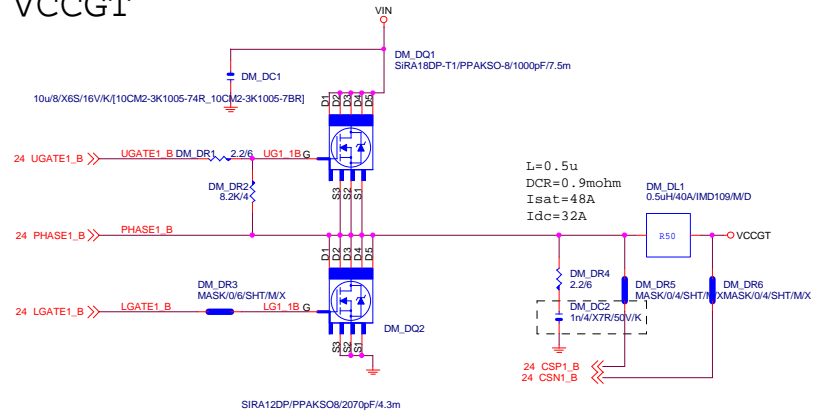 VCCGT
VIN
DM_DC1
10u/8/X6S/16V/K/[10CM2-3K1005-74R_10CM2-3K1005-7BR]
DM_DQ1
SiRA18DP-T1/PPAKSO-8/1000pF/7.5m
D1 D2 D3 D4 D5
24 UGATE1_B
UGATE1_B
DM_DR1
2.2/6
UG1_1B
G
S3 S2 S1
DM_DR2
8.2K/4
L=0.5u
DCR=0.9mohm
Isat=48A
Idc=32A
DM_DL1
0.5uH/40A/IMD109/M/D
R50
VCCGT
24 PHASE1_B
PHASE1_B
D1 D2 D3 D4 D5
DM_DR3
MASK/0/6/SHT/M/X
24 LGATE1_B
LGATE1_B
LG1_1B
G
DM_DQ2
S3 S2 S1
DM_DR4
2.2/6
DM_DC2
1n/4/X7R/50V/K
DM_DR5
MASK/0/4/SHT/M/X
DM_DR6
MASK/0/4/SHT/M/X
24 CSP1_B
24 CSN1_B
SIRA12DP/PPAKSO8/2070pF/4.3m